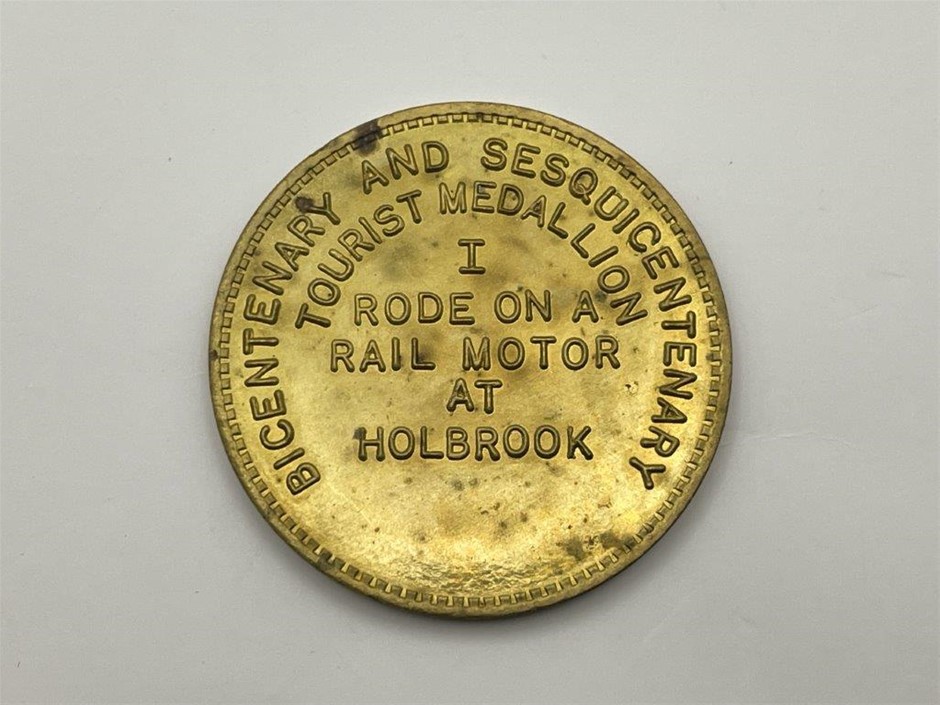 BICENTENARY AND SESQUICENTENARY
TOURIST MEDALLION
I
RODE ON A
RAIL MOTOR
AT
HOLBROOK